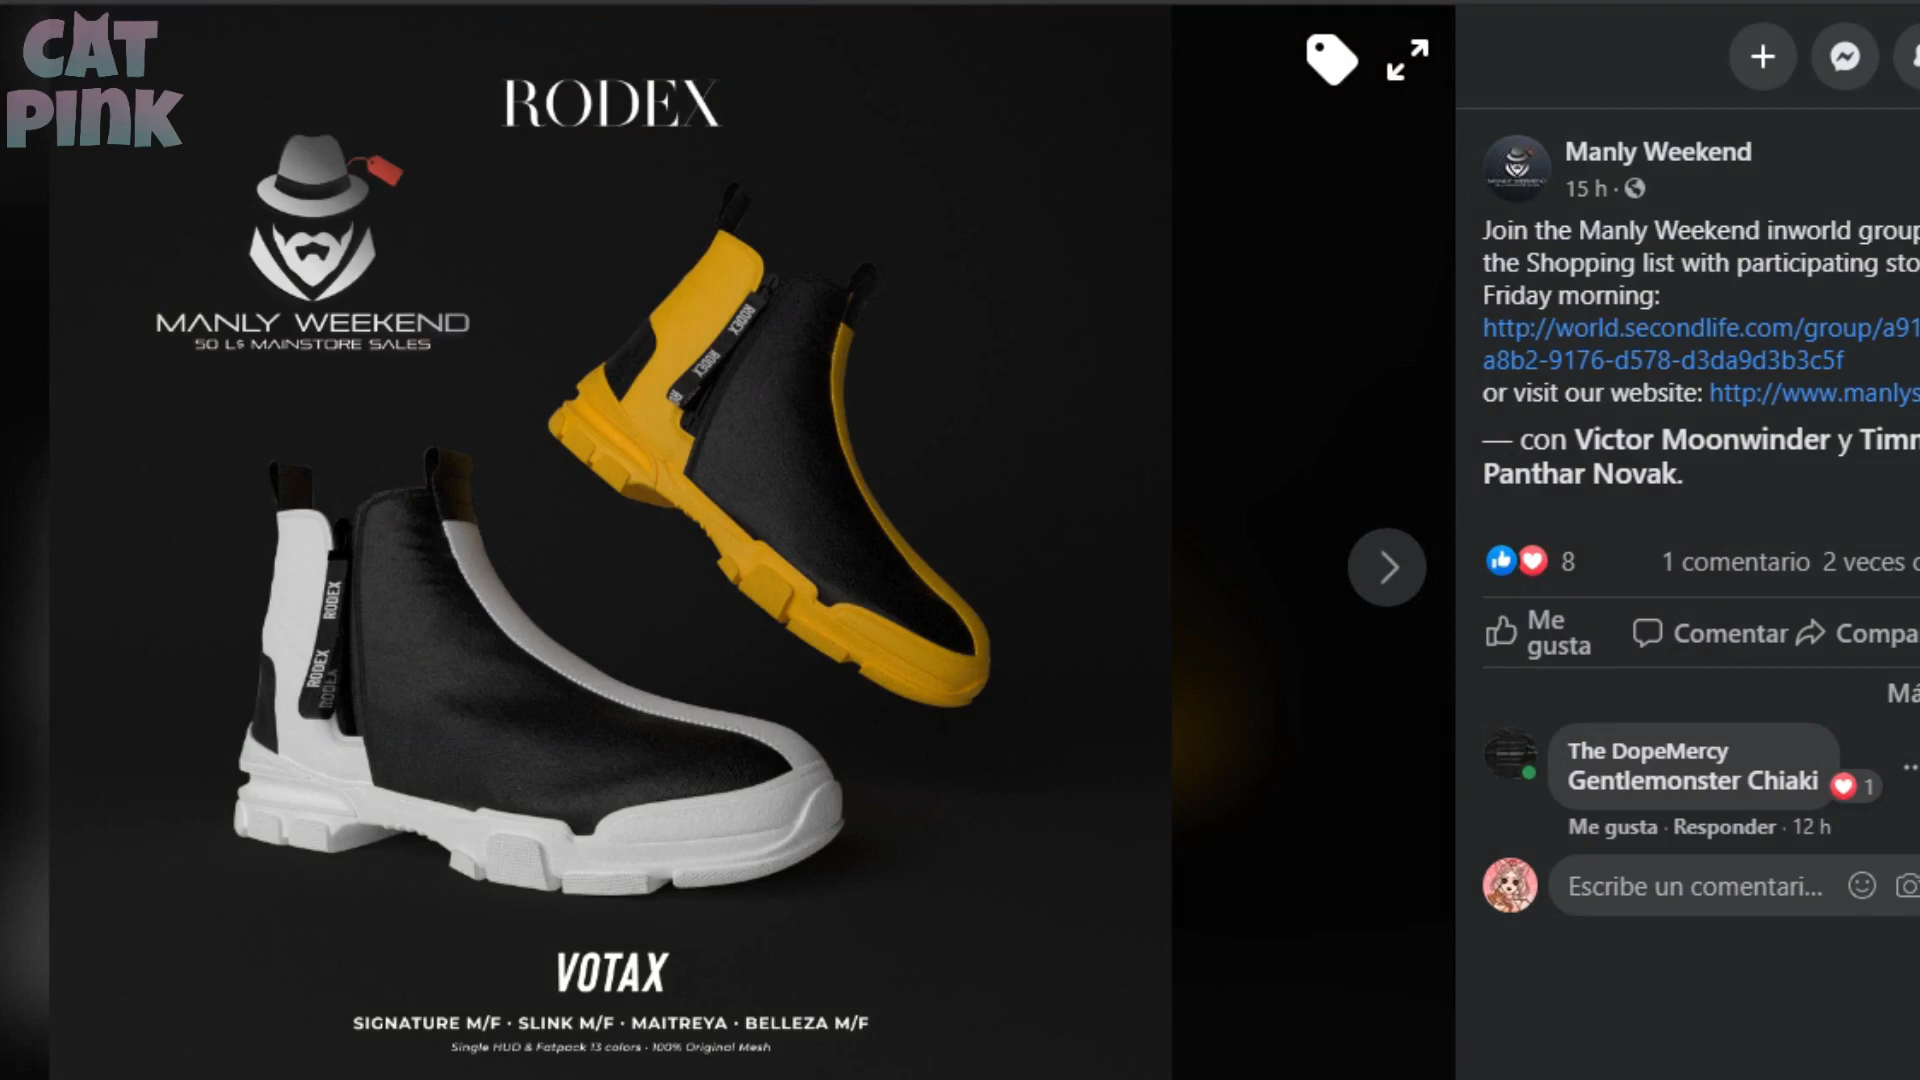 CAT
PINK
RODEX
MANLY WEEKEND
50 L$ MAINSTORE SALES
RODEX
RODEX
RODEX
RODEX
RODEX
VOTAX
SIGNATURE M/F · SLINK M/F · MAITREYA · BELLEZA M/F
Single HUD & Fatpack 13 colors · 100% Original Mesh
Manly Weekend
15 h ·
Join the Manly Weekend inworld group
the Shopping list with participating sto
Friday morning:
http://world.secondlife.com/group/a91
a8b2-9176-d578-d3da9d3b3c5f
or visit our website: http://www.manlys
— con Victor Moonwinder y Timm
Panthar Novak.
8 1 comentario 2 veces c
Me gusta Comentar Compa
Má
The DopeMercy
Gentlemonster Chiaki
1
Me gusta · Responder · 12 h
Escribe un comentari...